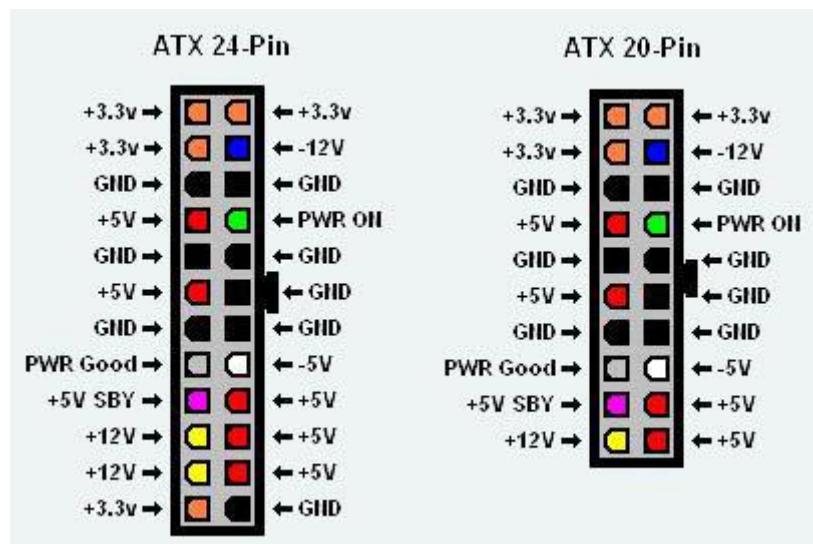 ATX 24-Pin
+3.3v +3.3v
+3.3v -12V
GND GND
+5V PWR ON
GND GND
+5V GND
GND GND
PWR Good -5V
+5V SBY +5V
+12V +5V
+12V +5V
+3.3v GND
ATX 20-Pin
+3.3v +3.3v
+3.3v -12V
GND GND
+5V PWR ON
GND GND
+5V GND
GND GND
PWR Good -5V
+5V SBY +5V
+12V +5V